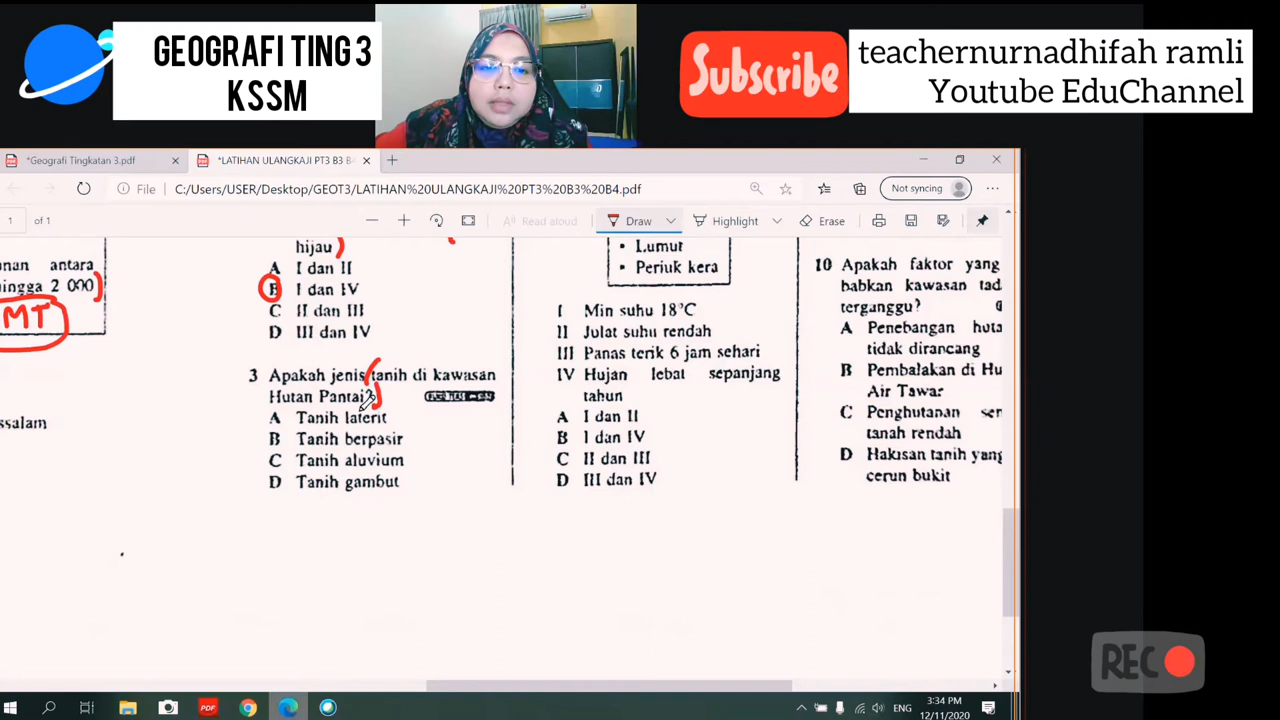 GEOGRAFI TING 3
KSSM
Subscribe
teachernurnadhifah ramli
Youtube EduChannel
*Geografi Tingkatan 3.pdf
*LATIHAN ULANGKAJI PT3 B3 B
File
C:/Users/USER/Desktop/GEOT3/LATIHAN%20ULANGKAJI%20PT3%20B3%20B4.pdf
Not syncing
1 of 1
Read aloud
Draw
Highlight
Erase
nan antara
ingga 2 000
MT
ssalam
hijau
A I dan II
B I dan IV
C II dan III
D III dan IV
3 Apakah jenis tanih di kawasan
Hutan Pantai?
A Tanih laterit
B Tanih berpasir
C Tanih aluvium
D Tanih gambut
• Lumut
• Periuk kera
I Min suhu 18°C
II Julat suhu rendah
III Panas terik 6 jam sehari
IV Hujan lebat sepanjang
tahun
A I dan II
B I dan IV
C II dan III
D III dan IV
10 Apakah faktor yang
babkan kawasan tad
terganggu?
A Penebangan huta
tidak dirancang
B Pembalakan di Hu
Air Tawar
C Penghutanan sem
tanah rendah
D Hakisan tanih yang
cerun bukit
REC
ENG
3:34 PM
12/11/2020